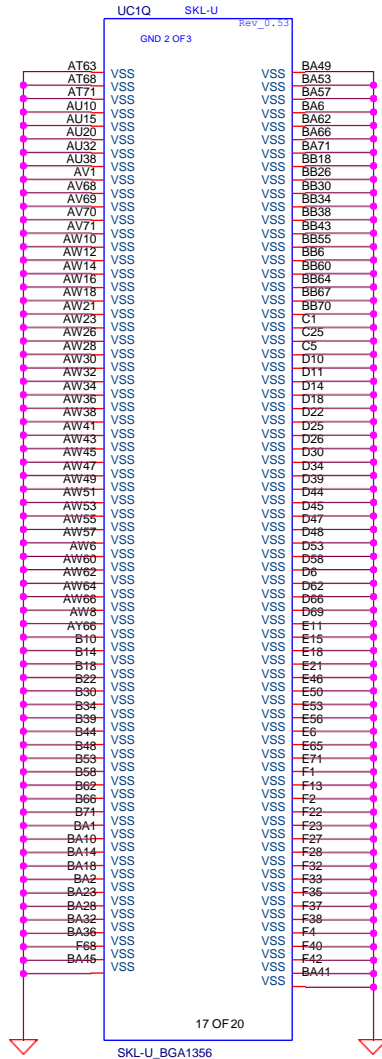 UC1Q SKL-U
Rev_0.53
GND 2 OF3
AT63 VSS VSS BA49
AT68 VSS VSS BA53
AT71 VSS VSS BA57
AU10 VSS VSS BA6
AU15 VSS VSS BA62
AU20 VSS VSS BA66
AU32 VSS VSS BA71
AU38 VSS VSS BB18
AV1 VSS VSS BB26
AV68 VSS VSS BB30
AV69 VSS VSS BB34
AV70 VSS VSS BB38
AV71 VSS VSS BB43
AW10 VSS VSS BB55
AW12 VSS VSS BB6
AW14 VSS VSS BB60
AW16 VSS VSS BB64
AW18 VSS VSS BB67
AW21 VSS VSS BB70
AW23 VSS VSS C1
AW26 VSS VSS C25
AW28 VSS VSS C5
AW30 VSS VSS D10
AW32 VSS VSS D11
AW34 VSS VSS D14
AW36 VSS VSS D18
AW38 VSS VSS D22
AW41 VSS VSS D25
AW43 VSS VSS D26
AW45 VSS VSS D30
AW47 VSS VSS D34
AW49 VSS VSS D39
AW51 VSS VSS D44
AW53 VSS VSS D45
AW55 VSS VSS D47
AW57 VSS VSS D48
AW6 VSS VSS D53
AW60 VSS VSS D58
AW62 VSS VSS D6
AW64 VSS VSS D62
AW66 VSS VSS D66
AW8 VSS VSS D69
AY66 VSS VSS E11
B10 VSS VSS E15
B14 VSS VSS E18
B18 VSS VSS E21
B22 VSS VSS E46
B30 VSS VSS E50
B34 VSS VSS E53
B39 VSS VSS E56
B44 VSS VSS E6
B48 VSS VSS E65
B53 VSS VSS E71
B58 VSS VSS F1
B62 VSS VSS F13
B66 VSS VSS F2
B71 VSS VSS F22
BA1 VSS VSS F23
BA10 VSS VSS F27
BA14 VSS VSS F28
BA18 VSS VSS F32
BA2 VSS VSS F33
BA23 VSS VSS F35
BA28 VSS VSS F37
BA32 VSS VSS F38
BA36 VSS VSS F4
F68 VSS VSS F40
BA45 VSS VSS F42
VSS BA41
17 OF 20
SKL-U_BGA1356